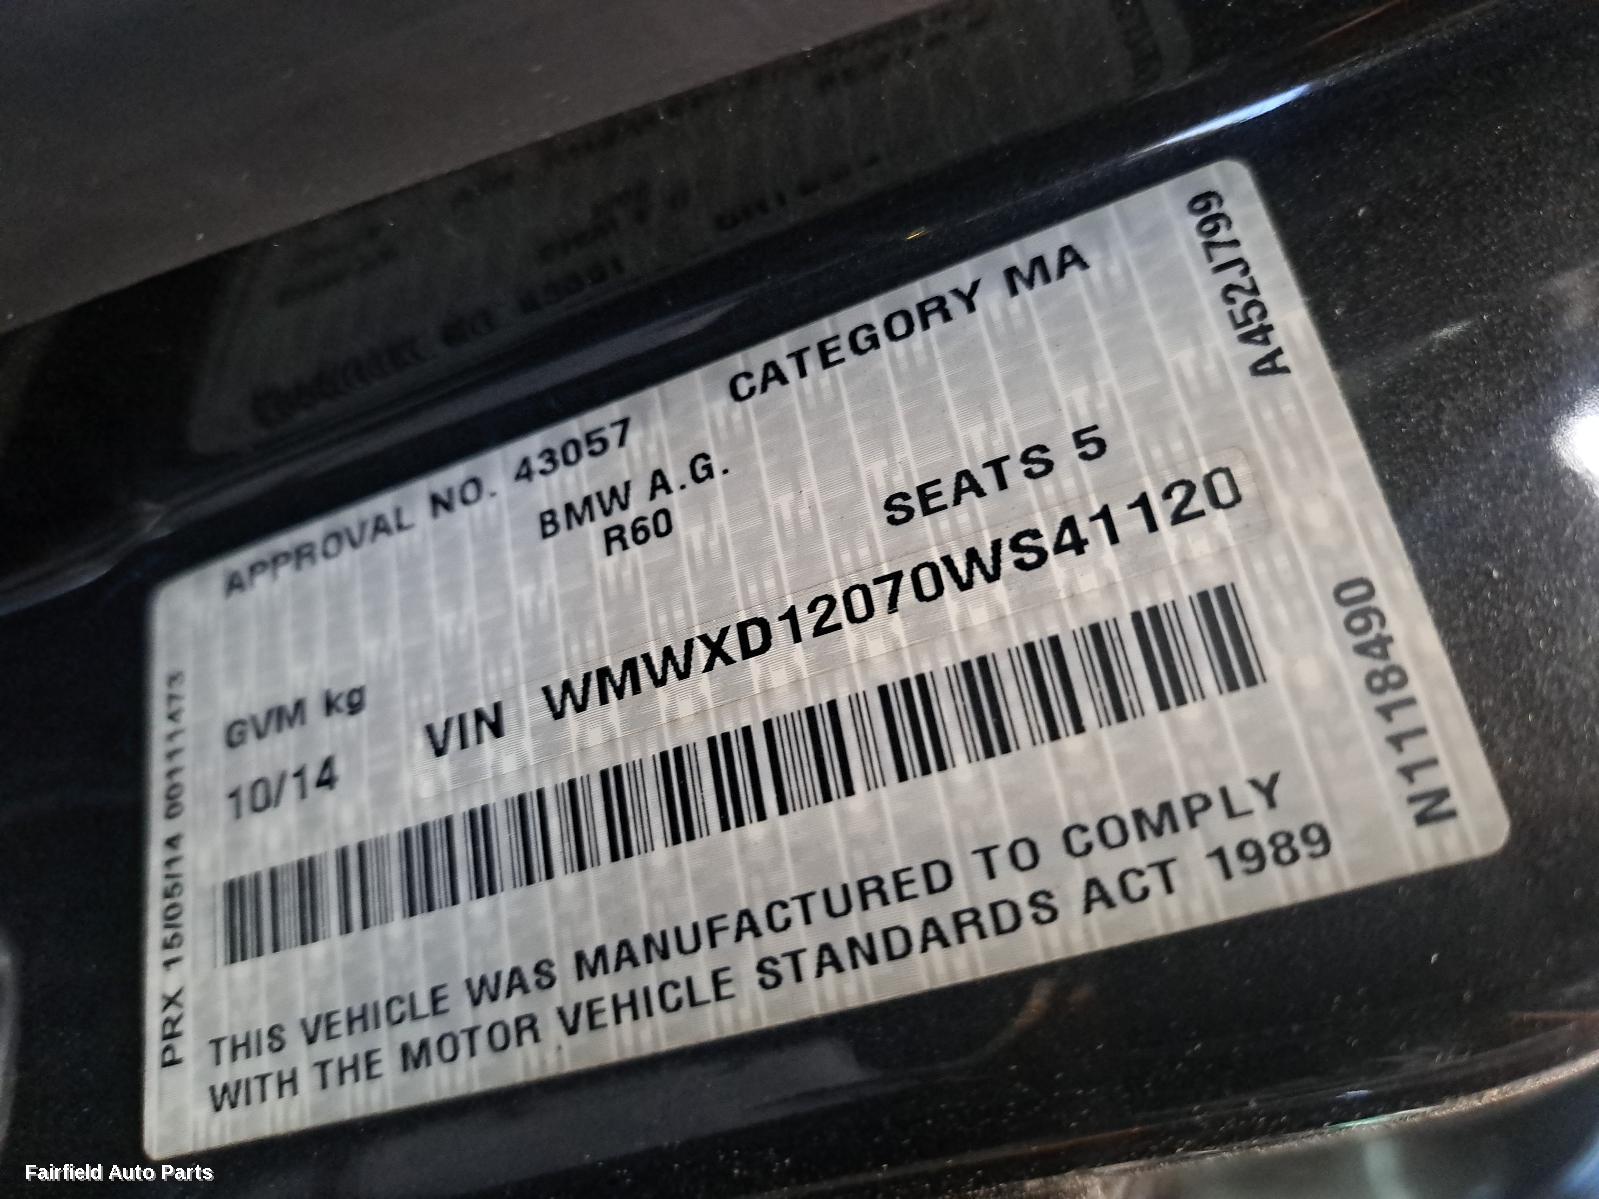 APPROVAL NO. 43057
CATEGORY MA
BMW A.G.
R60
SEATS 5
GVM kg
10/14
VIN WMWXD12070WS41120
THIS VEHICLE WAS MANUFACTURED TO COMPLY
WITH THE MOTOR VEHICLE STANDARDS ACT 1989
PRX 15/05/14 00111473
A452J799
N1118490
Fairfield Auto Parts